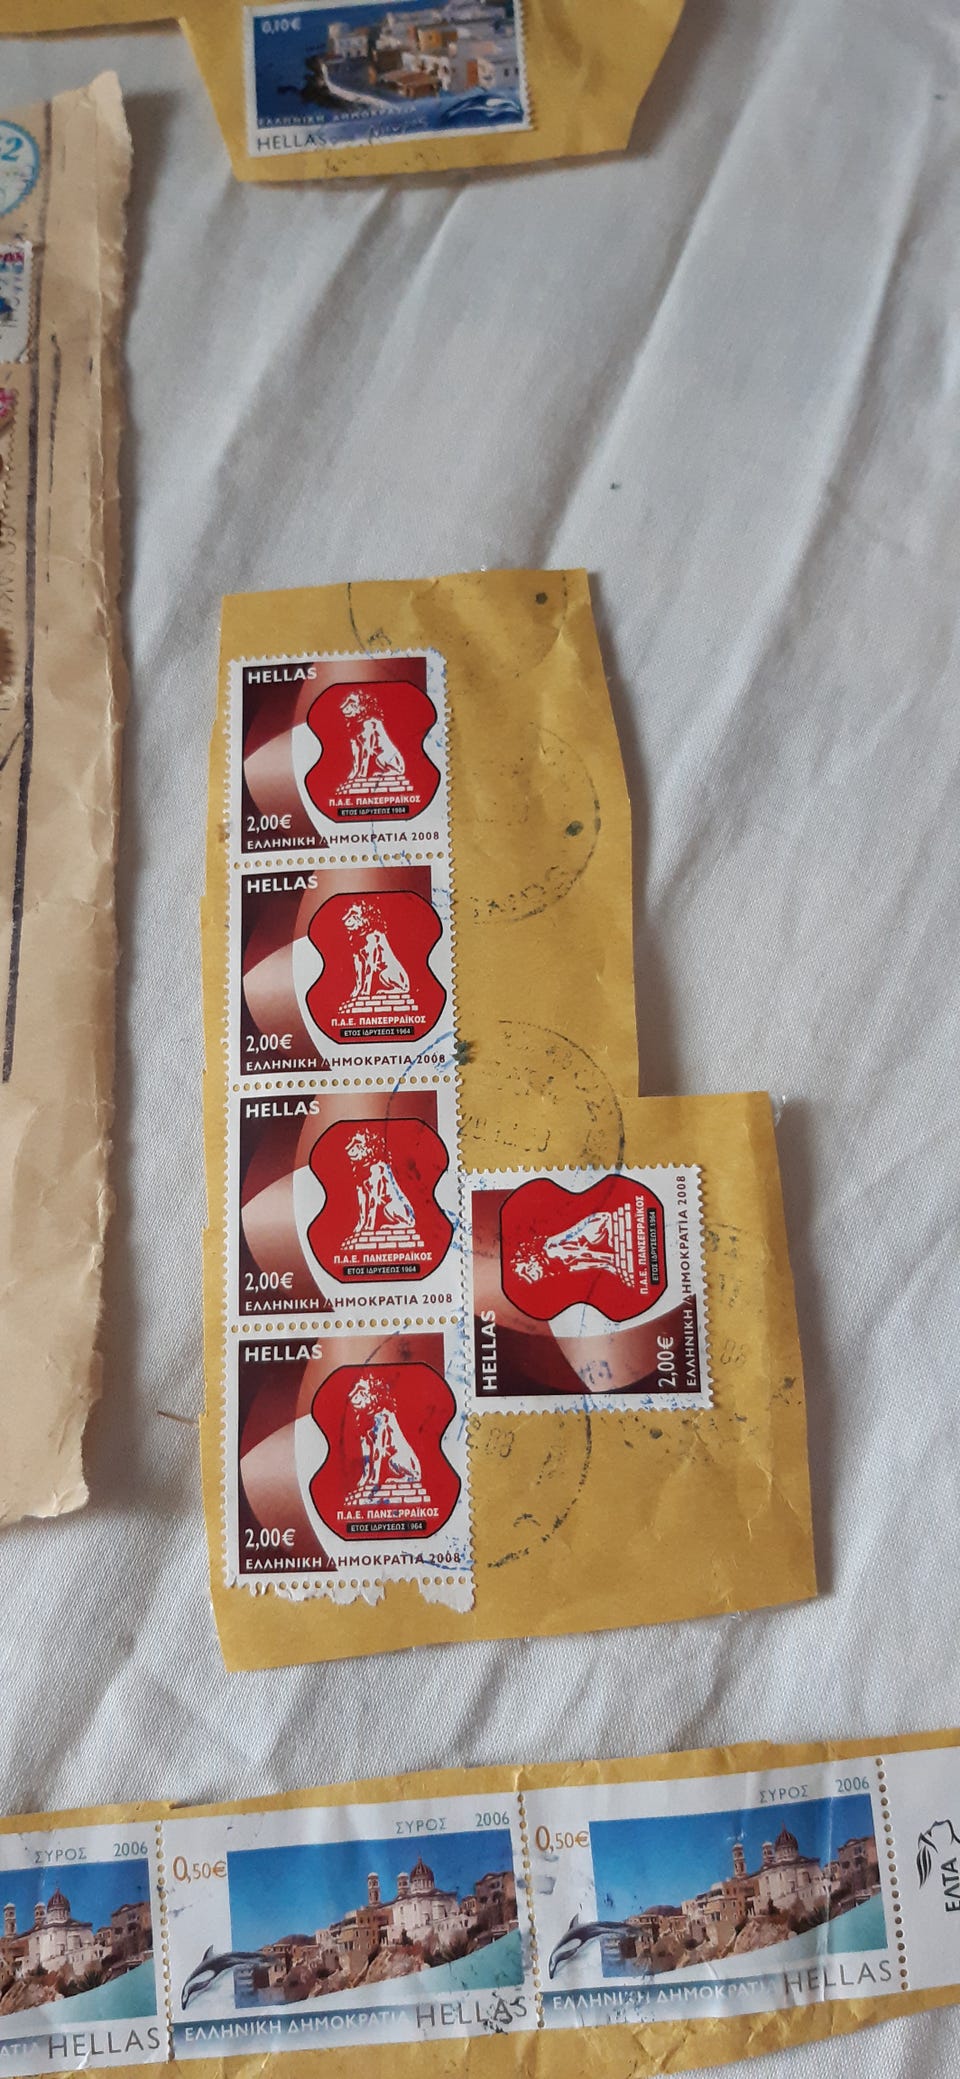 0,10€
ΕΛΛΗΝΙΚΗ ΔΗΜΟΚΡΑΤΙΑ
HELLAS
HELLAS
Π.Α.Ε. ΠΑΝΣΕΡΡΑΪΚΟΣ
ΕΤΟΣ ΙΔΡΥΣΕΩΣ 1964
2,00€
ΕΛΛΗΝΙΚΗ ΔΗΜΟΚΡΑΤΙΑ 2008
HELLAS
Π.Α.Ε. ΠΑΝΣΕΡΡΑΪΚΟΣ
ΕΤΟΣ ΙΔΡΥΣΕΩΣ 1964
2,00€
ΕΛΛΗΝΙΚΗ ΔΗΜΟΚΡΑΤΙΑ 2008
HELLAS
Π.Α.Ε. ΠΑΝΣΕΡΡΑΪΚΟΣ
ΕΤΟΣ ΙΔΡΥΣΕΩΣ 1964
2,00€
ΕΛΛΗΝΙΚΗ ΔΗΜΟΚΡΑΤΙΑ 2008
HELLAS
Π.Α.Ε. ΠΑΝΣΕΡΡΑΪΚΟΣ
ΕΤΟΣ ΙΔΡΥΣΕΩΣ 1964
2,00€
ΕΛΛΗΝΙΚΗ ΔΗΜΟΚΡΑΤΙΑ 2008
HELLAS
Π.Α.Ε. ΠΑΝΣΕΡΡΑΪΚΟΣ
ΕΤΟΣ ΙΔΡΥΣΕΩΣ 1964
2,00€
ΕΛΛΗΝΙΚΗ ΔΗΜΟΚΡΑΤΙΑ 2008
ΣΥΡΟΣ 2006
ΑΤΙΑ HELLAS
ΣΥΡΟΣ 2006
0,50€
ΕΛΛΗΝΙΚΗ ΔΗΜΟΚΡΑΤΙΑ HELLAS
ΣΥΡΟΣ 2006
0,50€
ΕΛΛΗΝΙΚΗ ΔΗΜΟΚΡΑΤΙΑ HELLAS
ΕΛΤΑ